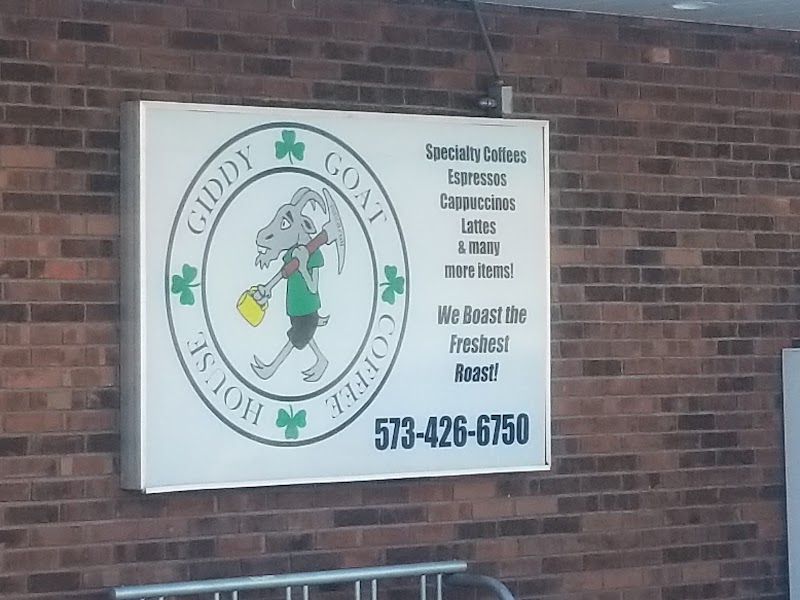 GIDDY GOAT COFFEE HOUSE
Specialty Coffees
Espressos
Cappuccinos
Lattes
& many
more items!
We Boast the
Freshest
Roast!
573-426-6750